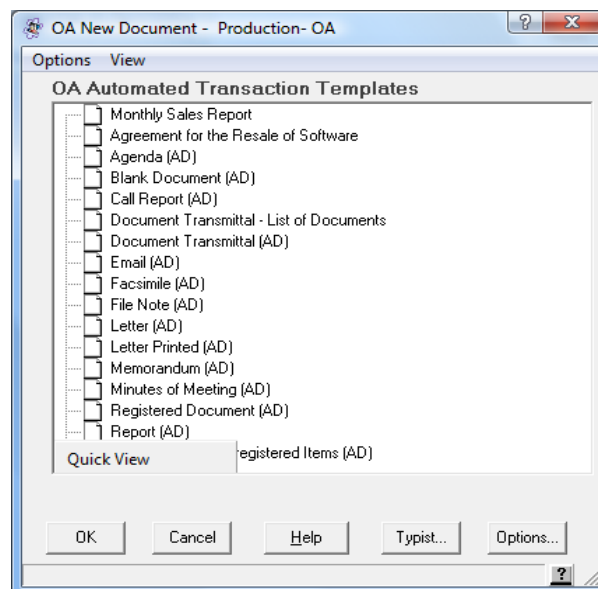 OA New Document - Production- OA
?
X
Options View
OA Automated Transaction Templates
Monthly Sales Report
Agreement for the Resale of Software
Agenda (AD)
Blank Document (AD)
Call Report (AD)
Document Transmittal - List of Documents
Document Transmittal (AD)
Email (AD)
Facsimile (AD)
File Note (AD)
Letter (AD)
Letter Printed (AD)
Memorandum (AD)
Minutes of Meeting (AD)
Registered Document (AD)
Report (AD)
Items (AD)
Quick View
OK Cancel Help Typist... Options...
?